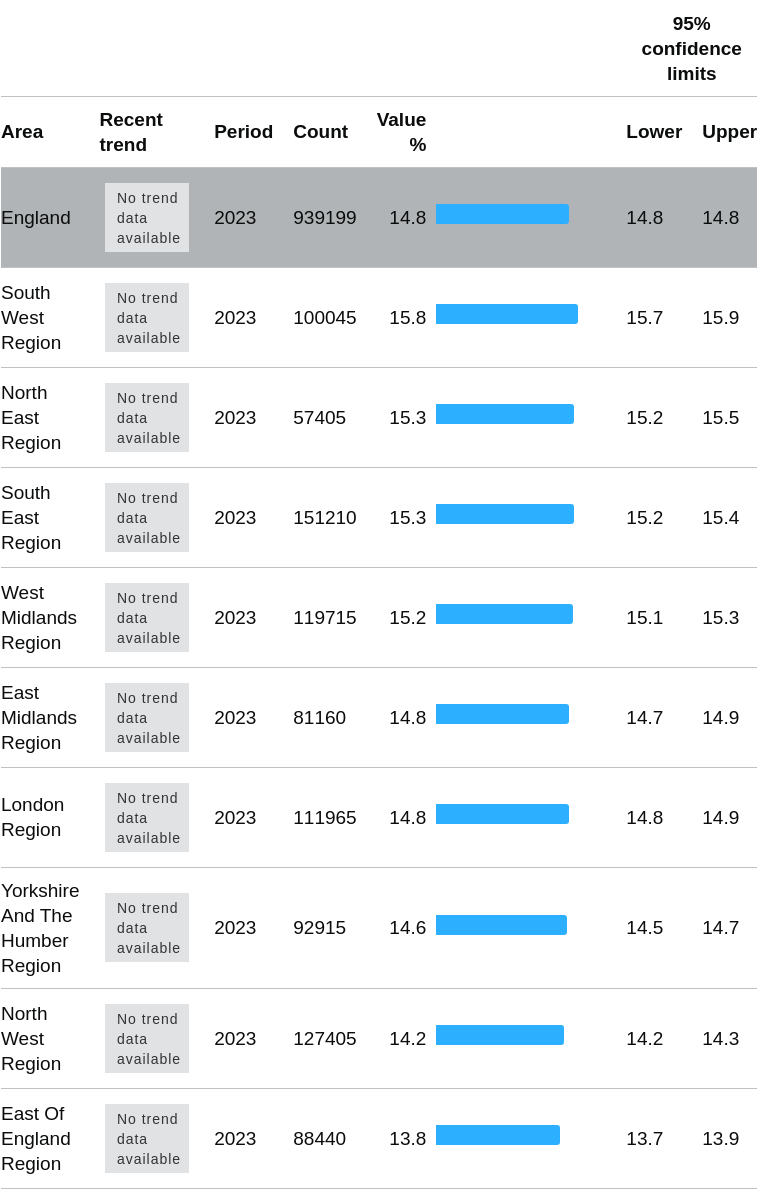 95%
confidence
limits
Area Recent trend Period Count Value % Lower Upper
England No trend data available 2023 939199 14.8 14.8 14.8
South West Region No trend data available 2023 100045 15.8 15.7 15.9
North East Region No trend data available 2023 57405 15.3 15.2 15.5
South East Region No trend data available 2023 151210 15.3 15.2 15.4
West Midlands Region No trend data available 2023 119715 15.2 15.1 15.3
East Midlands Region No trend data available 2023 81160 14.8 14.7 14.9
London Region No trend data available 2023 111965 14.8 14.8 14.9
Yorkshire And The Humber Region No trend data available 2023 92915 14.6 14.5 14.7
North West Region No trend data available 2023 127405 14.2 14.2 14.3
East Of England Region No trend data available 2023 88440 13.8 13.7 13.9